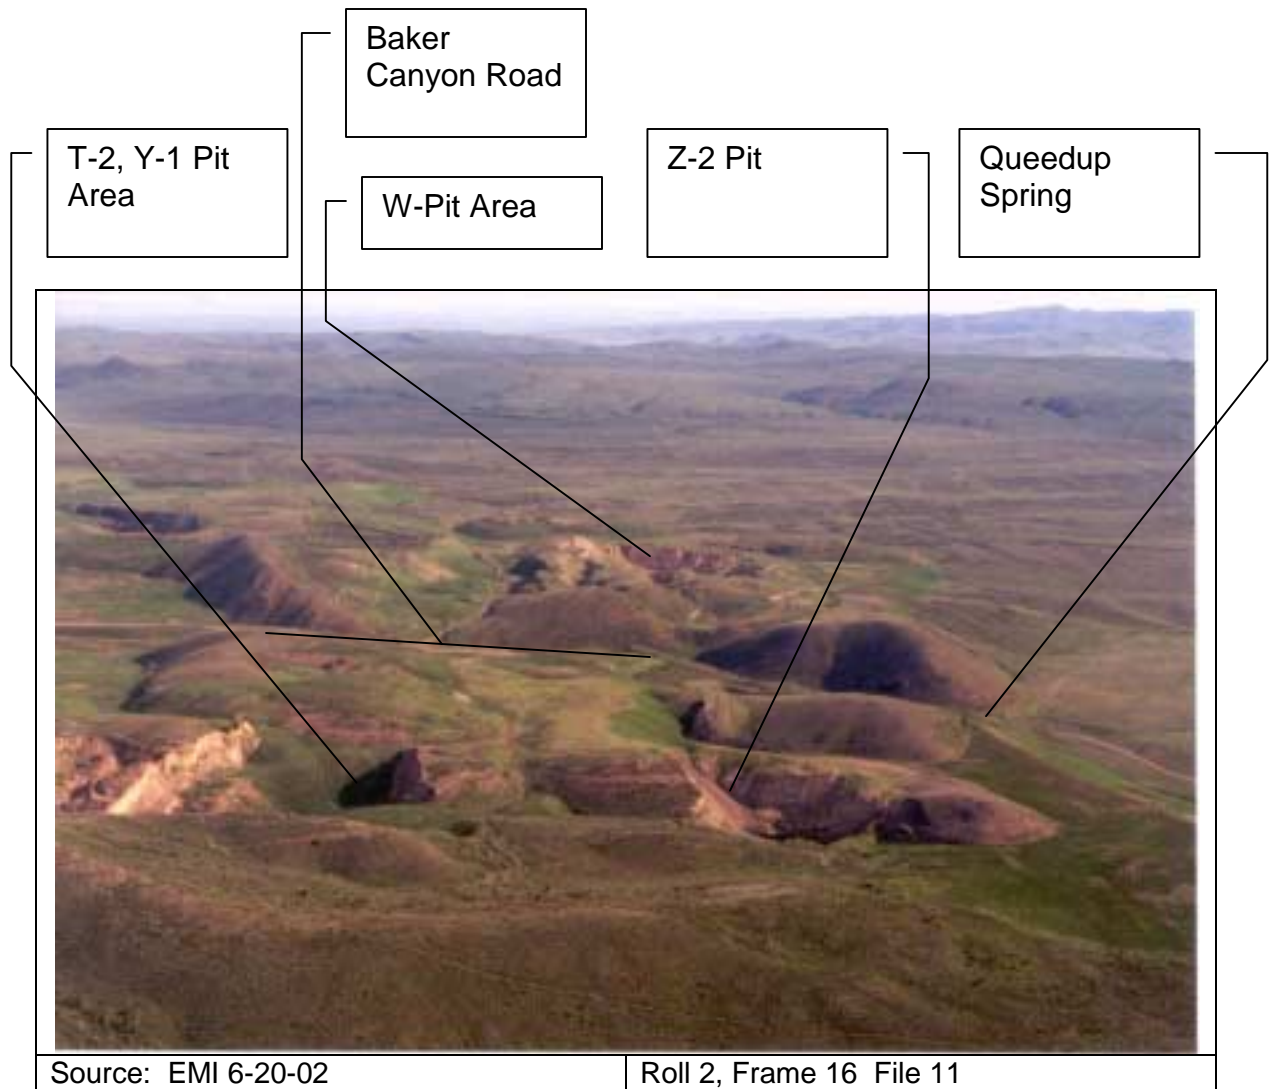 Baker
Canyon Road
T-2, Y-1 Pit
Area
W-Pit Area
Z-2 Pit
Queedup
Spring
Source: EMI 6-20-02
Roll 2, Frame 16 File 11